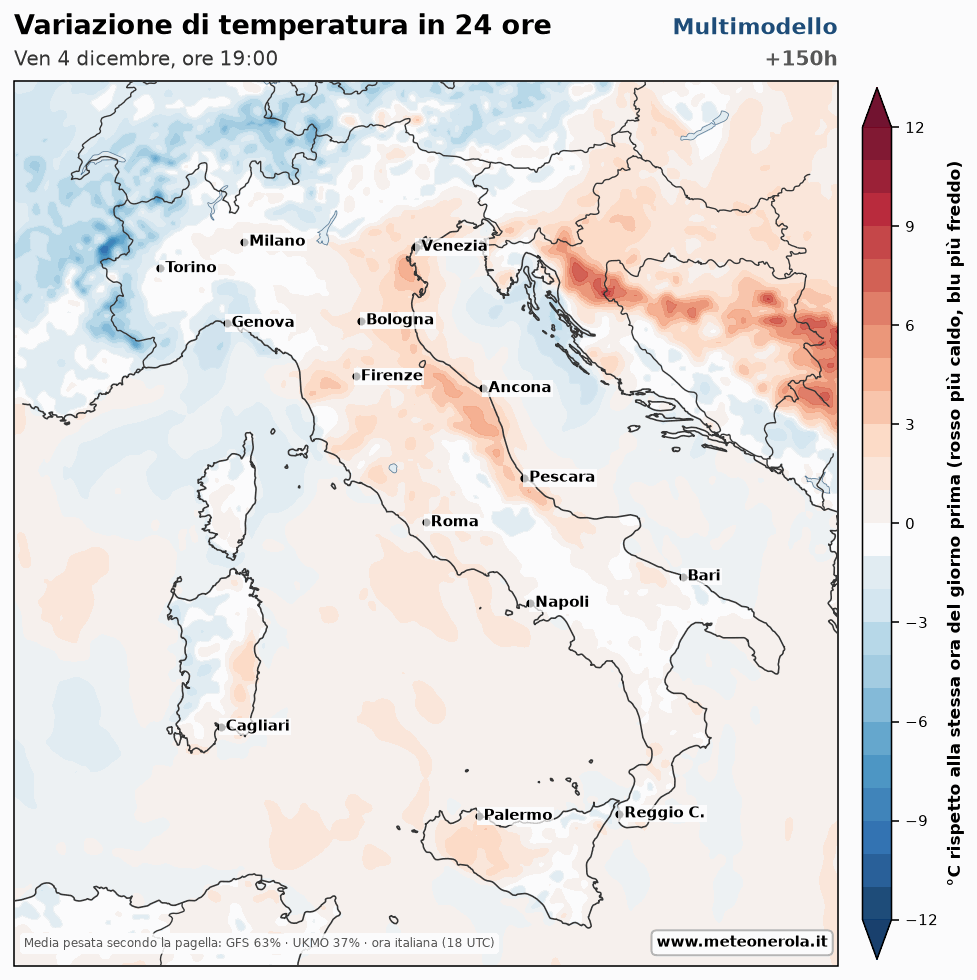 Variazione di temperatura in 24 ore
Multimodello
Ven 4 dicembre, ore 19:00
+150h
Milano
Venezia
Torino
Genova
Bologna
Firenze
Ancona
Pescara
Roma
Bari
Napoli
Cagliari
Palermo
Reggio C.
Media pesata secondo la pagella: GFS 63% · UKMO 37% · ora italiana (18 UTC)
www.meteonerola.it
12
9
6
3
0
−3
−6
−9
−12
°C rispetto alla stessa ora del giorno prima (rosso più caldo, blu più freddo)